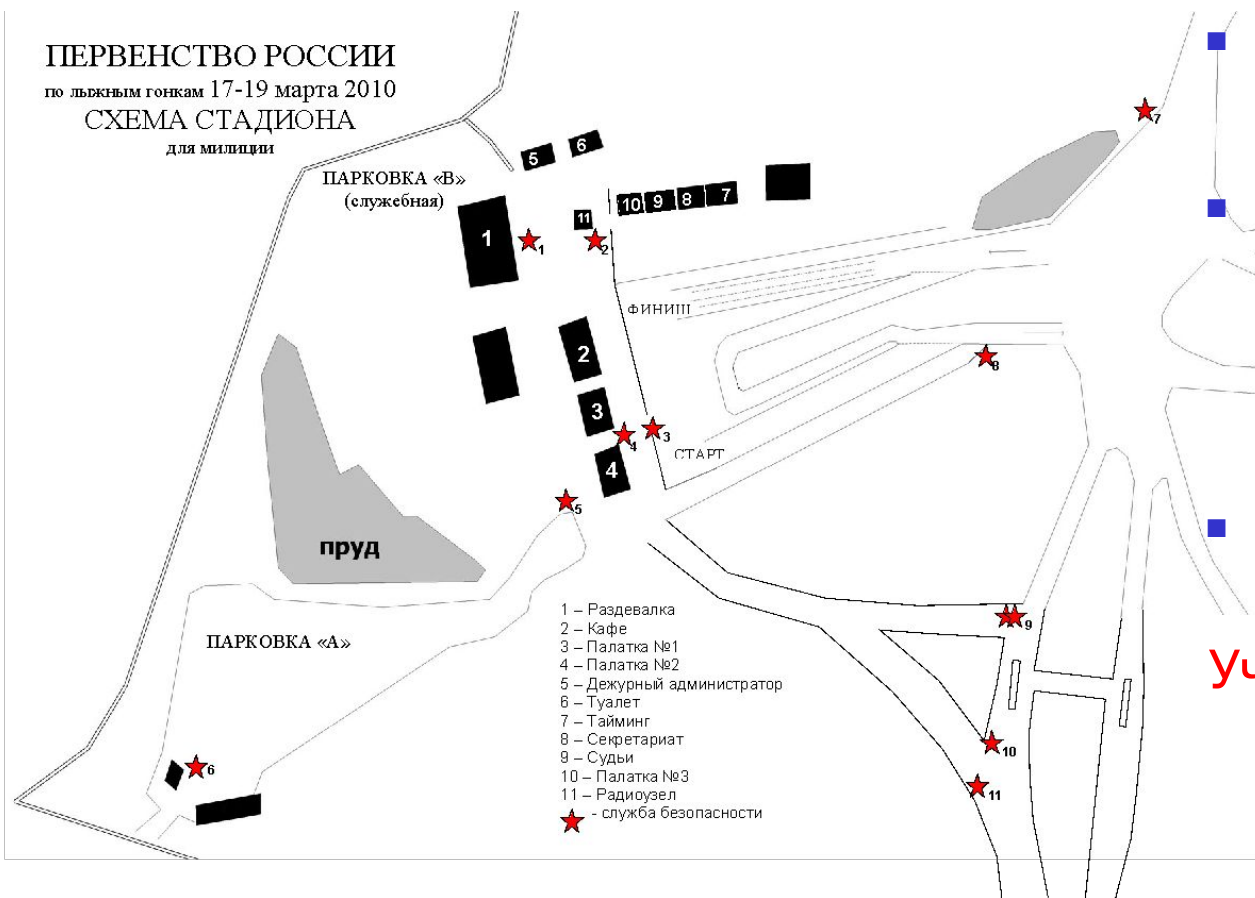 ПЕРВЕНСТВО РОССИИ
по лыжным гонкам 17-19 марта 2010
СХЕМА СТАДИОНА
для милиции
ПАРКОВКА «В»
(служебная)
5
6
11
10
9
8
7
1
1
2
7
ФИНИШ
2
8
3
4
3
СТАРТ
4
5
пруд
ПАРКОВКА «А»
6
9
10
11
1 – Раздевалка
2 – Кафе
3 – Палатка №1
4 – Палатка №2
5 – Дежурный администратор
6 – Туалет
7 – Тайминг
8 – Секретариат
9 – Судьи
10 – Палатка №3
11 – Радиоузел
- служба безопасности